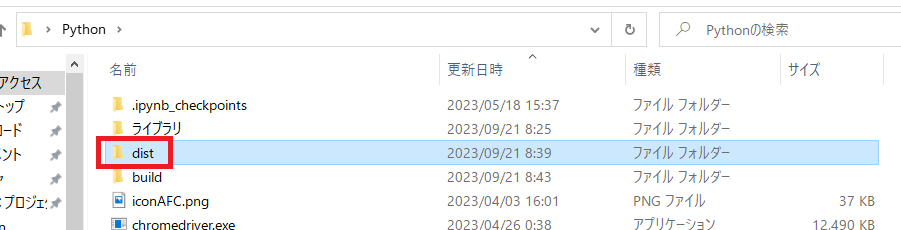 Python
Pythonの検索
名前 更新日時 種類 サイズ
アクセス
トップ
ロード
メント
ャ
プロジェ
.ipynb_checkpoints 2023/05/18 15:37 ファイル フォルダー
ライブラリ 2023/09/21 8:25 ファイル フォルダー
dist 2023/09/21 8:39 ファイル フォルダー
build 2023/09/21 8:43 ファイル フォルダー
iconAFC.png 2023/04/03 16:01 PNG ファイル 37 KB
chromedriver.exe 2023/04/26 0:38 アプリケーション 12,490 KB